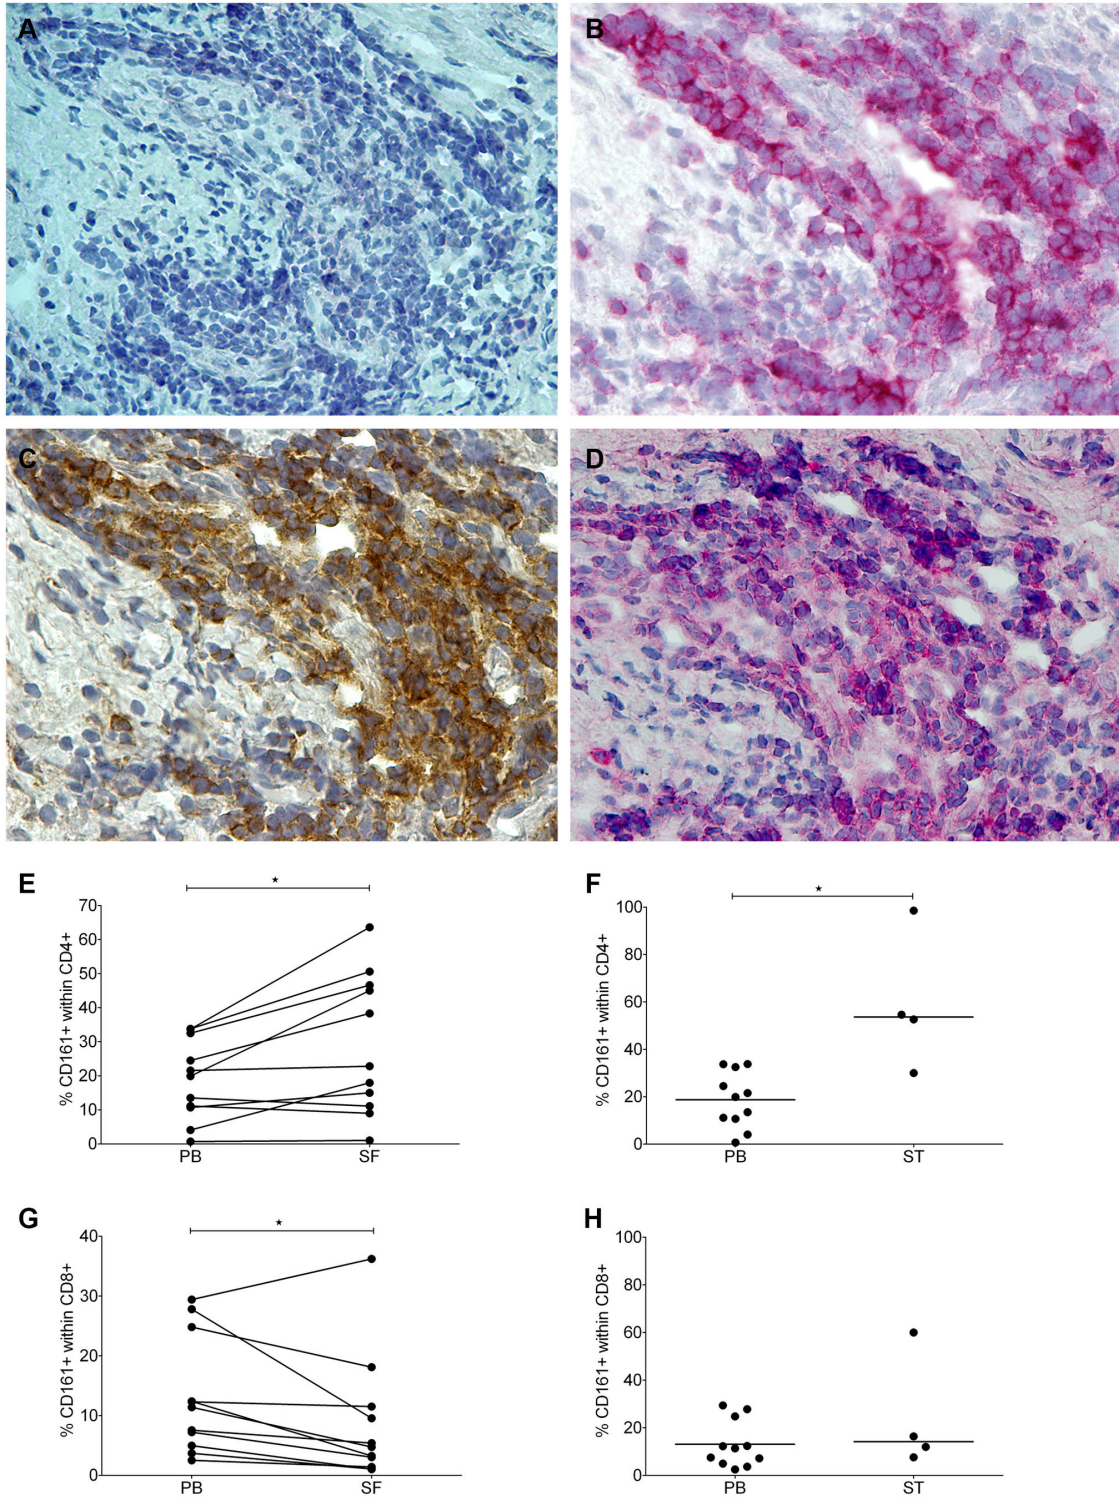 A
B
C
D
E
★
% CD161+ within CD4+
70
60
50
40
30
20
10
0
PB
SF
F
★
% CD161+ within CD4+
100
80
60
40
20
0
PB
ST
G
★
% CD161+ within CD8+
40
30
20
10
0
PB
SF
H
% CD161+ within CD8+
100
80
60
40
20
0
PB
ST